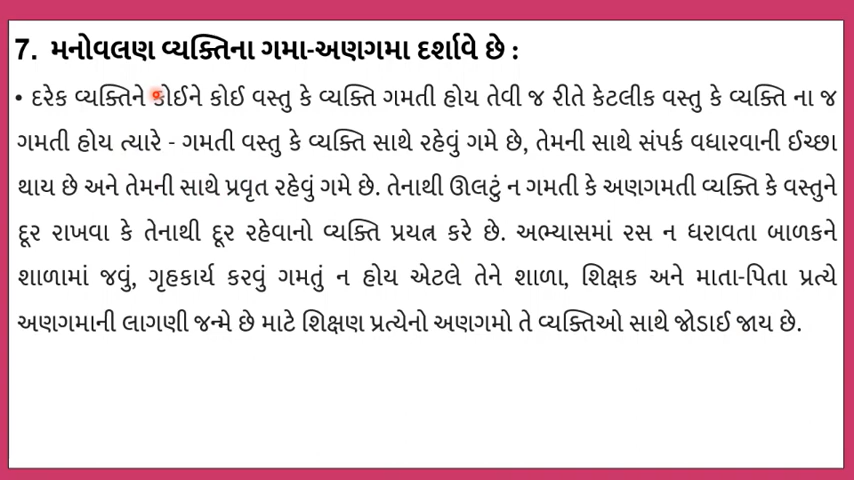 7. મનોવલણ વ્યક્તિના ગમા-અણગમા દર્શાવે છે :
• દરેક વ્યક્તિને કોઈને કોઈ વસ્તુ કે વ્યક્તિ ગમતી હોય તેવી જ રીતે કેટલીક વસ્તુ કે વ્યક્તિ ના જ
ગમતી હોય ત્યારે - ગમતી વસ્તુ કે વ્યક્તિ સાથે રહેવું ગમે છે, તેમની સાથે સંપર્ક વધારવાની ઈચ્છા
થાય છે અને તેમની સાથે પ્રવૃત રહેવું ગમે છે. તેનાથી ઊલટું ન ગમતી કે અણગમતી વ્યક્તિ કે વસ્તુને
દૂર રાખવા કે તેનાથી દૂર રહેવાનો વ્યક્તિ પ્રયત્ન કરે છે. અભ્યાસમાં રસ ન ધરાવતા બાળકને
શાળામાં જવું, ગૃહકાર્ય કરવું ગમતું ન હોય એટલે તેને શાળા, શિક્ષક અને માતા-પિતા પ્રત્યે
અણગમાની લાગણી જન્મે છે માટે શિક્ષણ પ્રત્યેનો અણગમો તે વ્યક્તિઓ સાથે જોડાઈ જાય છે.